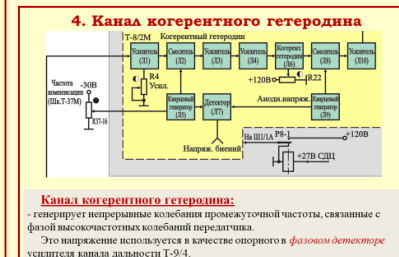 4. Канал когерентного гетеродина
Т-8/2М
Когерентный гетеродин
Усилитель (Л1)
Смеситель (Л2)
Усилитель (Л3)
Усилитель (Л4)
Когерент. гетеродин (Л6)
Смеситель (Л8)
Усилитель (Л10)
Частота компенсации (Шк.Т-37М)
-30В
R37-16
R4 Усил.
+120В
R22
Кварцевый генератор (Л5)
Детектор (Л7)
Анодн.напряж.
Кварцевый генератор (Л9)
Напряж. биений
На Ш1/1А
Р8-1
+120В
+27В СДЦ
Канал когерентного гетеродина:
- генерирует непрерывные колебания промежуточной частоты, связанные с
фазой высокочастотных колебаний передатчика.
Это напряжение используется в качестве опорного в фазовом детекторе
усилителя канала дальности Т-9/4.